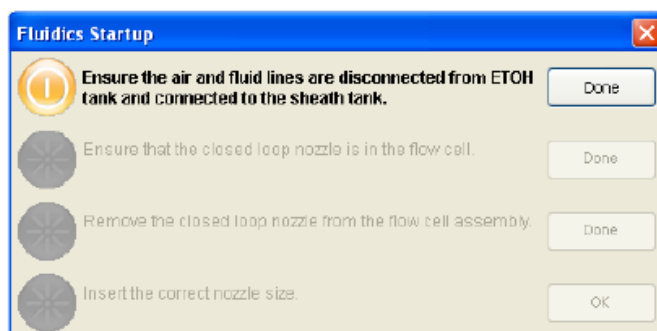 Fluidics Startup
Ensure the air and fluid lines are disconnected from ETOH
tank and connected to the sheath tank.
Done
Ensure that the closed loop nozzle is in the flow cell.
Done
Remove the closed loop nozzle from the flow cell assembly.
Done
Insert the correct nozzle size.
OK